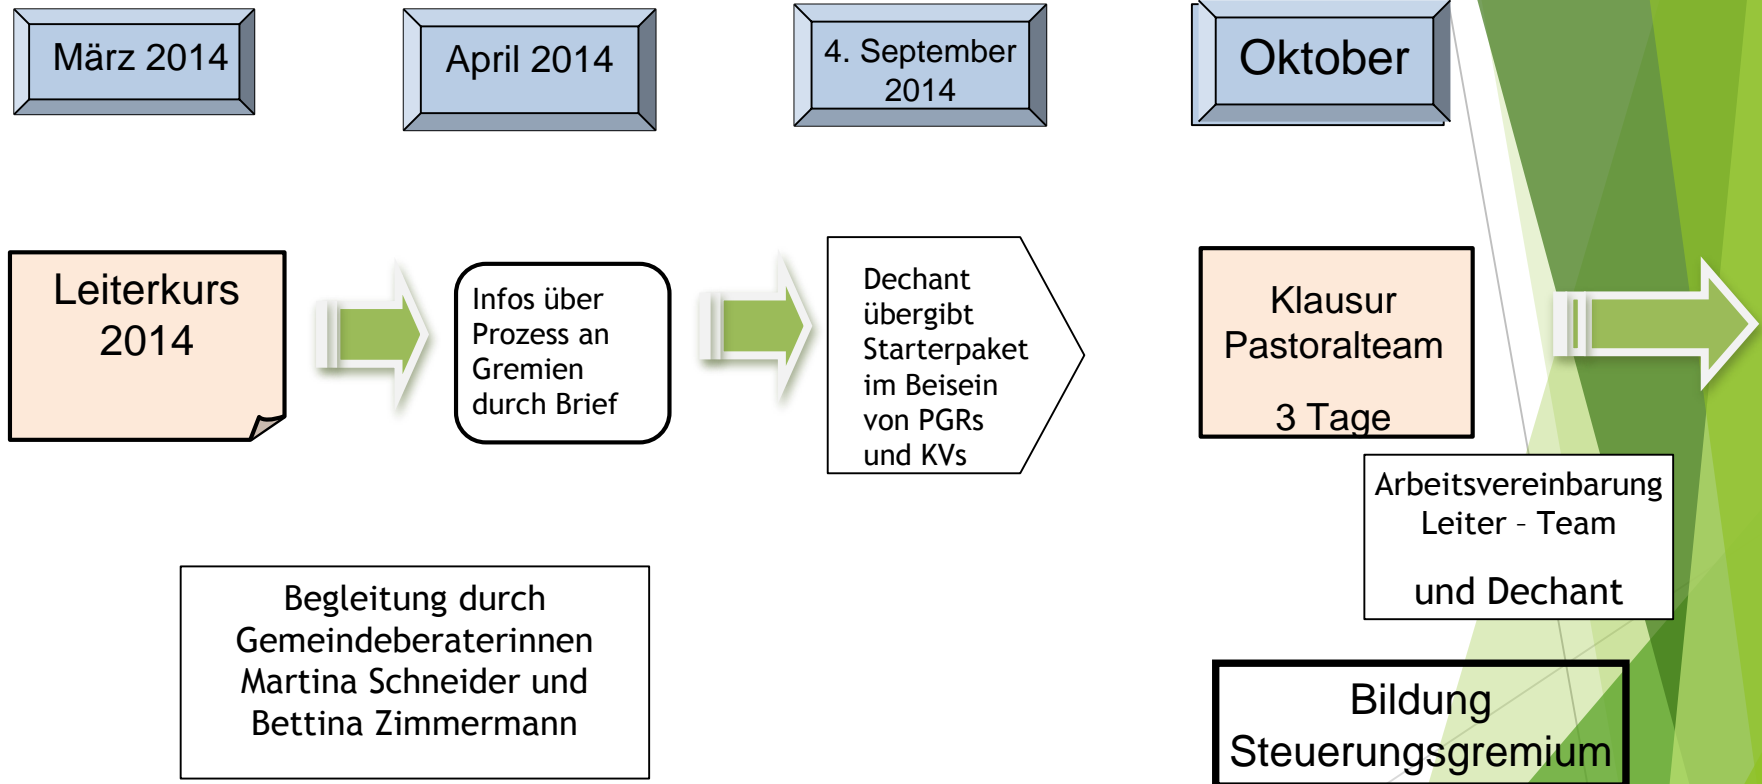 März 2014
April 2014
4. September
2014
Oktober
Leiterkurs
2014
Infos über
Prozess an
Gremien
durch Brief
Dechant
übergibt
Starterpaket
im Beisein
von PGRs
und KVs
Klausur
Pastoralteam
3 Tage
Arbeitsvereinbarung
Leiter – Team
und Dechant
Begleitung durch
Gemeindeberaterinnen
Martina Schneider und
Bettina Zimmermann
Bildung
Steuerungsgremium